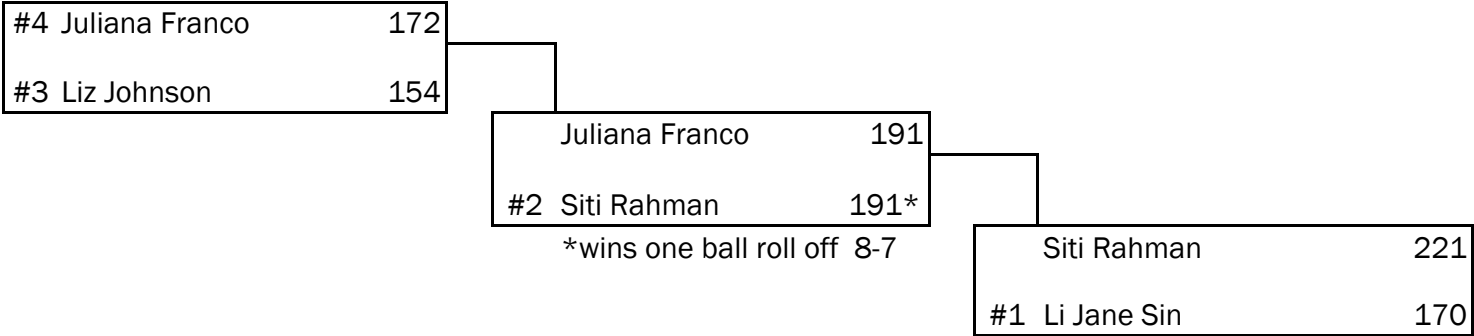 #4 Juliana Franco 172
#3 Liz Johnson 154
Juliana Franco 191
#2 Siti Rahman 191*
*wins one ball roll off 8-7
Siti Rahman 221
#1 Li Jane Sin 170